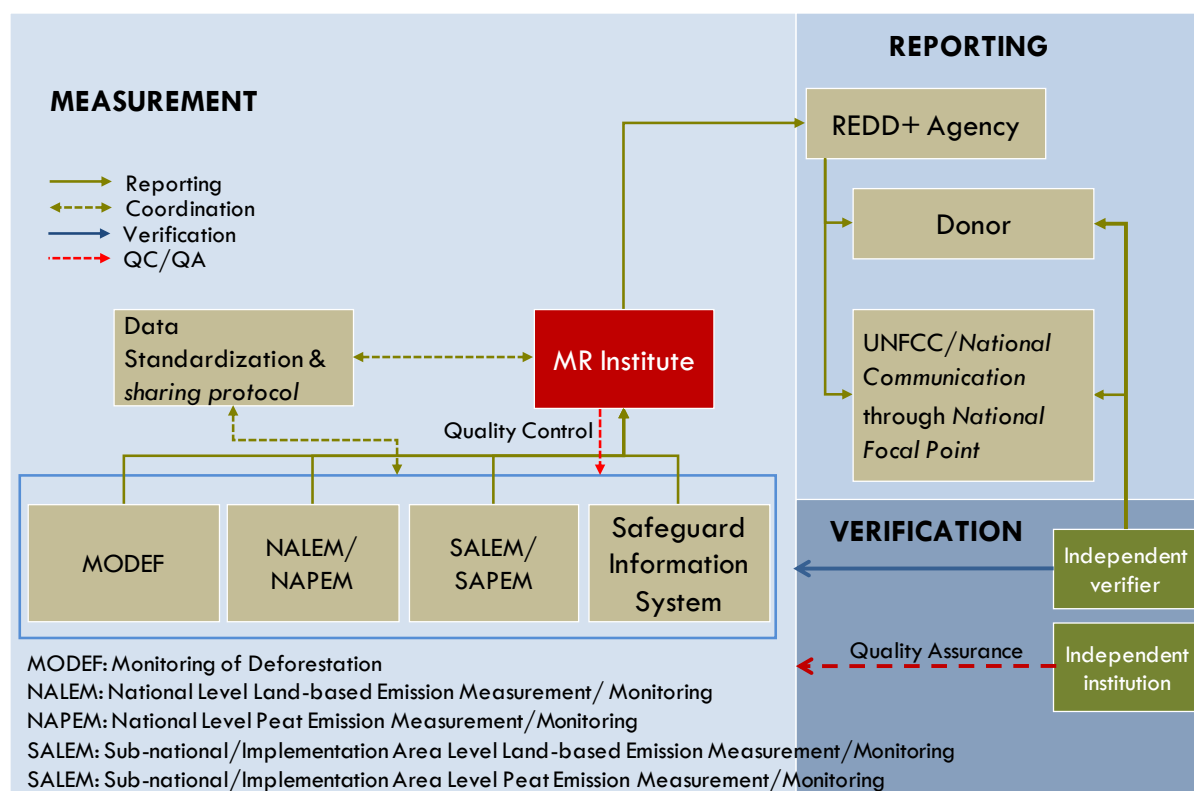 REPORTING
MEASUREMENT
REDD+ Agency
Reporting
Coordination
Verification
QC/QA
Donor
Data
Standardization &
sharing protocol
MR Institute
UNFCC/National
Communication
through National
Focal Point
Quality Control
MODEF
NALEM/
NAPEM
SALEM/
SAPEM
Safeguard
Information
System
VERIFICATION
Independent
verifier
Quality Assurance
Independent
institution
MODEF: Monitoring of Deforestation
NALEM: National Level Land-based Emission Measurement/ Monitoring
NAPEM: National Level Peat Emission Measurement/Monitoring
SALEM: Sub-national/Implementation Area Level Land-based Emission Measurement/Monitoring
SALEM: Sub-national/Implementation Area Level Peat Emission Measurement/Monitoring